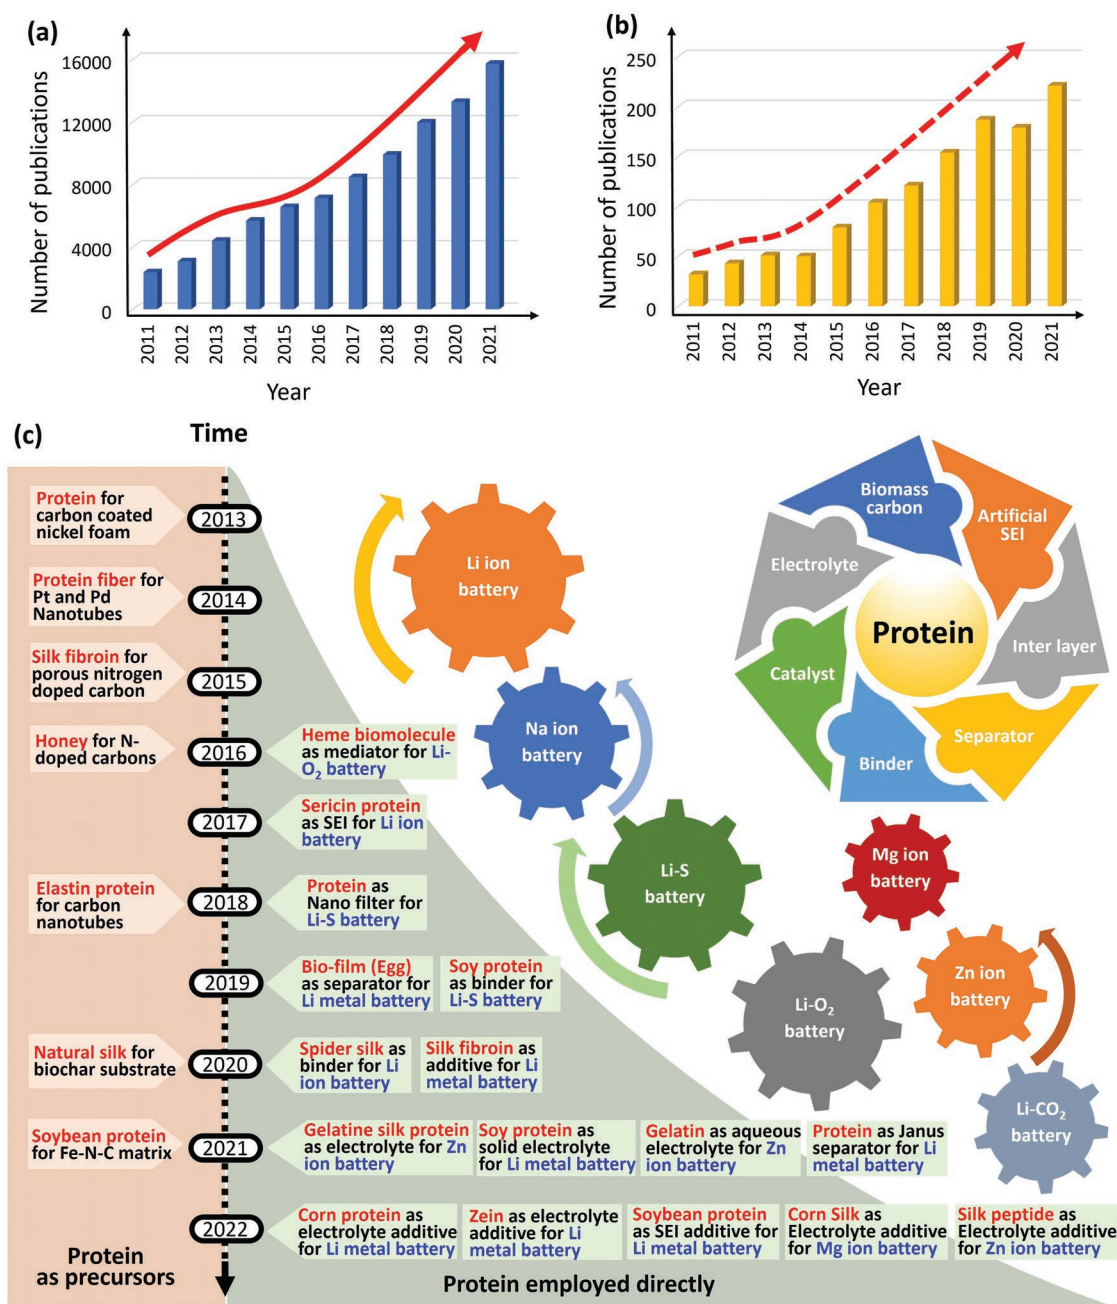 (a)
Number of publications
16000
12000
8000
4000
0
2011
2012
2013
2014
2015
2016
2017
2018
2019
2020
2021
Year
(b)
Number of publications
250
200
150
100
50
0
2011
2012
2013
2014
2015
2016
2017
2018
2019
2020
2021
Year
(c)
Time
Protein for
carbon coated
nickel foam
2013
Protein fiber for
Pt and Pd
Nanotubes
2014
Silk fibroin for
porous nitrogen
doped carbon
2015
Honey for N-
doped carbons
2016
Heme biomolecule
as mediator for Li-
O₂ battery
2017
Sericin protein
as SEI for Li ion
battery
Elastin protein
for carbon
nanotubes
2018
Protein as
Nano filter for
Li-S battery
2019
Bio-film (Egg)
as separator for
Li metal battery
Soy protein
as binder for
Li-S battery
Natural silk for
biochar substrate
2020
Spider silk as
binder for Li
ion battery
Silk fibroin as
additive for Li
metal battery
Soybean protein
for Fe-N-C matrix
2021
Gelatine silk protein
as electrolyte for Zn
ion battery
Soy protein as
solid electrolyte
for Li metal battery
Gelatin as aqueous
electrolyte for Zn
ion battery
Protein as Janus
separator for Li
metal battery
2022
Corn protein as
electrolyte additive
for Li metal battery
Zein as electrolyte
additive for Li
metal battery
Soybean protein
as SEI additive for
Li metal battery
Corn Silk as
Electrolyte additive
for Mg ion battery
Silk peptide as
Electrolyte additive
for Zn ion battery
Protein
as precursors
Protein employed directly
Li ion
battery
Na ion
battery
Li-S
battery
Li-O₂
battery
Mg ion
battery
Zn ion
battery
Li-CO₂
battery
Biomass
carbon
Artificial
SEI
Inter layer
Separator
Binder
Catalyst
Electrolyte
Protein